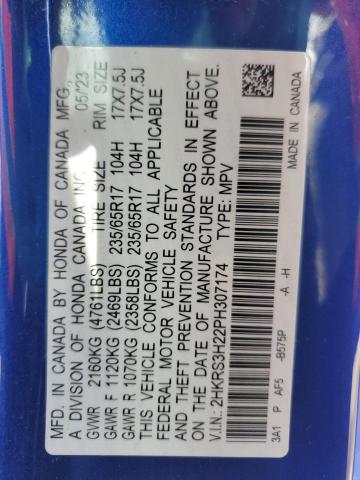 MFD. IN CANADA BY HONDA OF CANADA MFG.
A DIVISION OF HONDA CANADA INC. 05/23
TIRE SIZE RIM SIZE
GVWR 2160KG (4761LBS)
GAWR F 1120KG (2469LBS) 235/65R17 104H 17X7.5J
GAWR R 1070KG (2358LBS) 235/65R17 104H 17X7.5J
THIS VEHICLE CONFORMS TO ALL APPLICABLE
FEDERAL MOTOR VEHICLE SAFETY
AND THEFT PREVENTION STANDARDS IN EFFECT
ON THE DATE OF MANUFACTURE SHOWN ABOVE.
V.I.N.: 2HKRS3H22PH307174 TYPE: MPV
3A1 P AF5 -B575P -A -H MADE IN CANADA